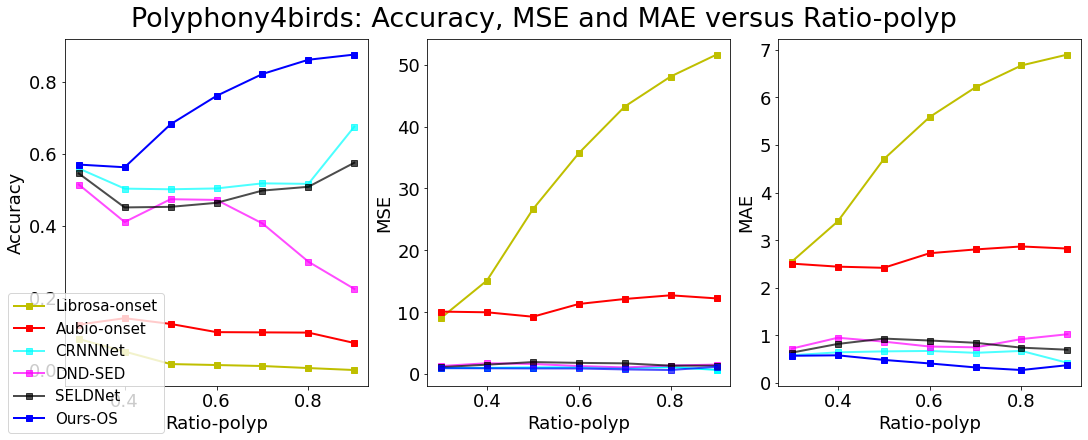 Polyphony4birds: Accuracy, MSE and MAE versus Ratio-polyp
Accuracy
0.8
0.6
0.4
0.2
0.0
0.4 0.6 0.8
Ratio-polyp
Librosa-onset
Aubio-onset
CRNNNet
DND-SED
SELDNet
Ours-OS
MSE
50
40
30
20
10
0
0.4 0.6 0.8
Ratio-polyp
MAE
7
6
5
4
3
2
1
0
0.4 0.6 0.8
Ratio-polyp